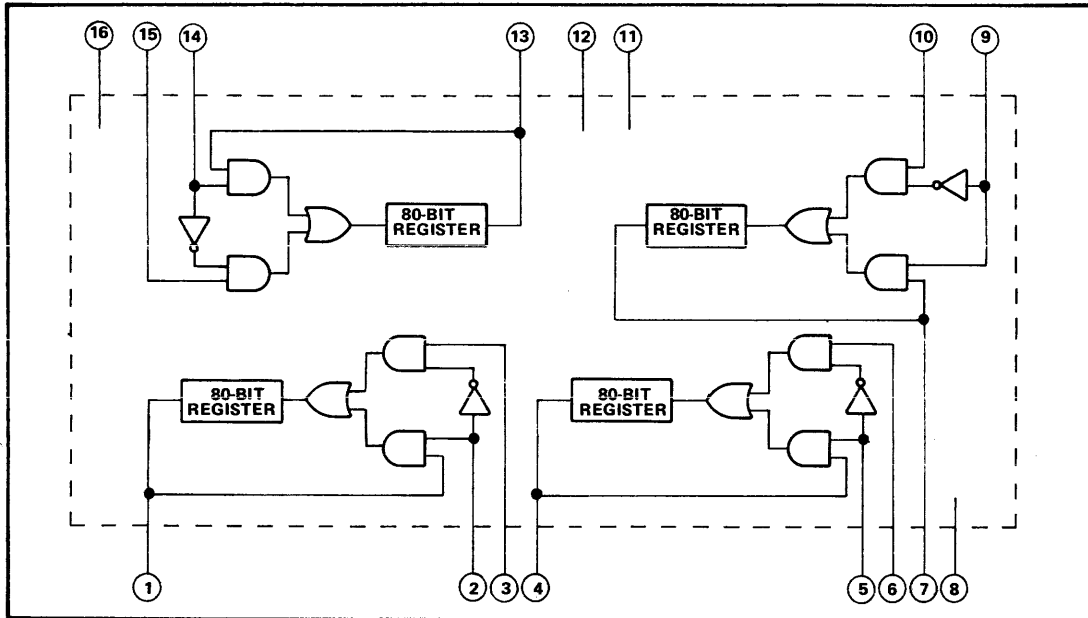 16 15 14 13 12 11 10 9
80-BIT
REGISTER
80-BIT
REGISTER
80-BIT
REGISTER
80-BIT
REGISTER
1 2 3 4 5 6 7 8